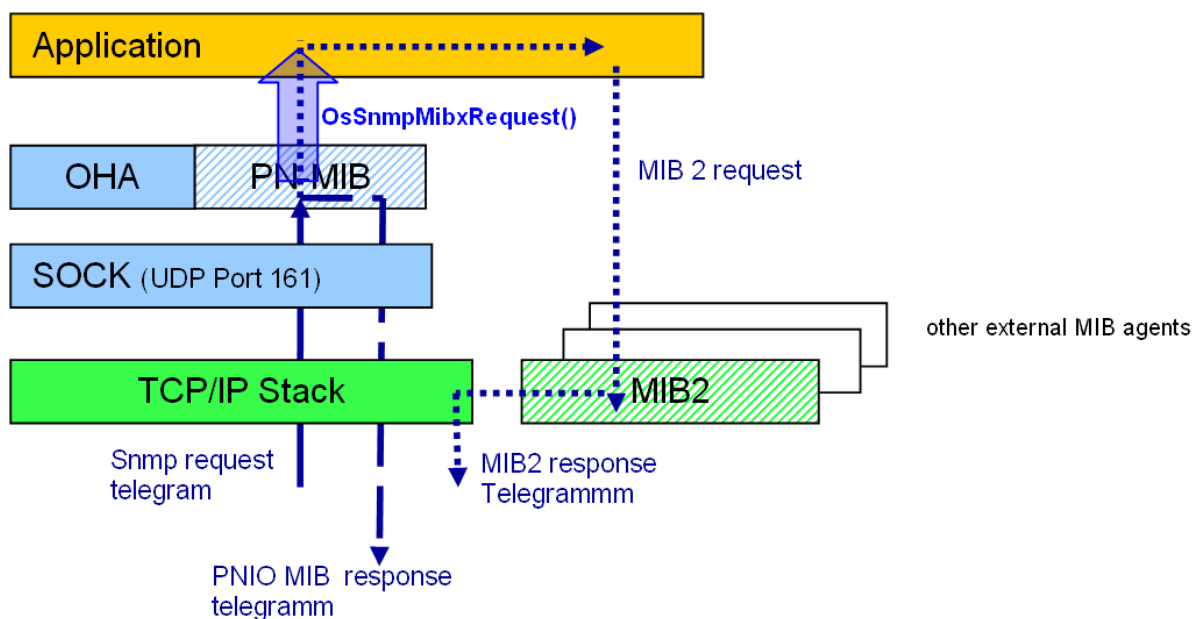 Application
OsSnmpMibxRequest()
OHA
PN-MIB
MIB 2 request
SOCK (UDP Port 161)
other external MIB agents
TCP/IP Stack
MIB2
Snmp request
telegram
MIB2 response
Telegrammm
PNIO MIB response
telegramm